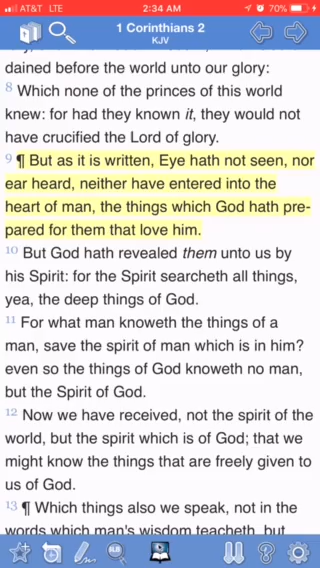 AT&T LTE 2:34 AM 70%
1 Corinthians 2
KJV
dained before the world unto our glory:
8 Which none of the princes of this world
knew: for had they known it, they would not
have crucified the Lord of glory.
9 ¶ But as it is written, Eye hath not seen, nor
ear heard, neither have entered into the
heart of man, the things which God hath pre-
pared for them that love him.
10 But God hath revealed them unto us by
his Spirit: for the Spirit searcheth all things,
yea, the deep things of God.
11 For what man knoweth the things of a
man, save the spirit of man which is in him?
even so the things of God knoweth no man,
but the Spirit of God.
12 Now we have received, not the spirit of the
world, but the spirit which is of God; that we
might know the things that are freely given to
us of God.
13 ¶ Which things also we speak, not in the
words which man's wisdom teacheth, but